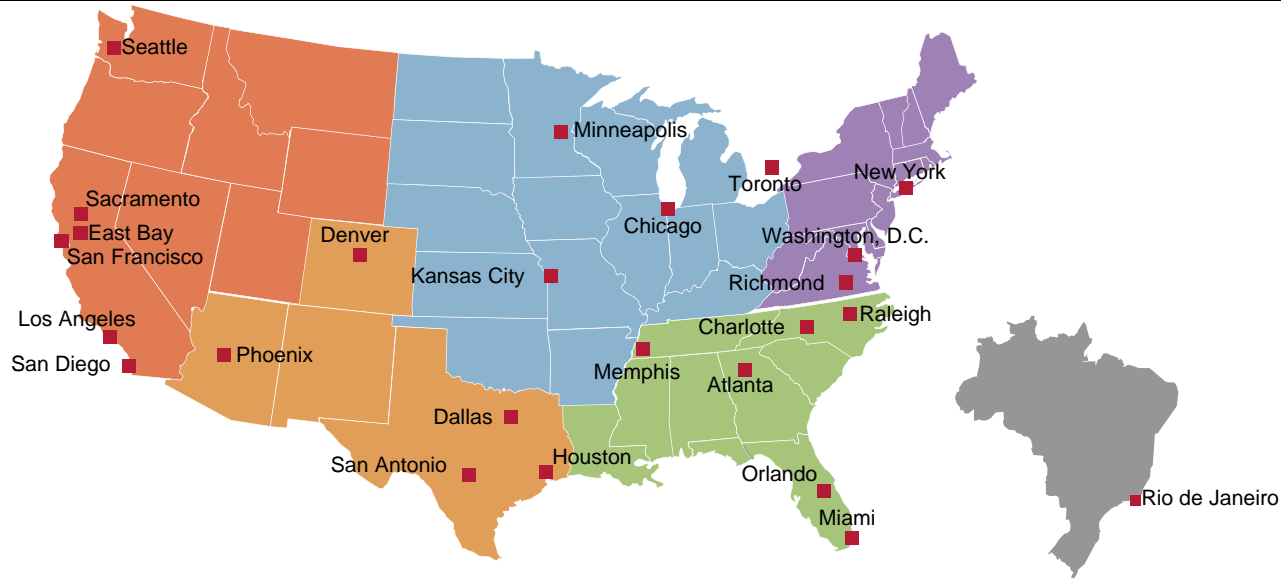 Seattle
Minneapolis
Toronto
New York
Sacramento
East Bay
San Francisco
Denver
Chicago
Washington, D.C.
Kansas City
Richmond
Los Angeles
Charlotte
Raleigh
San Diego
Phoenix
Memphis
Atlanta
Dallas
San Antonio
Houston
Orlando
Miami
Rio de Janeiro